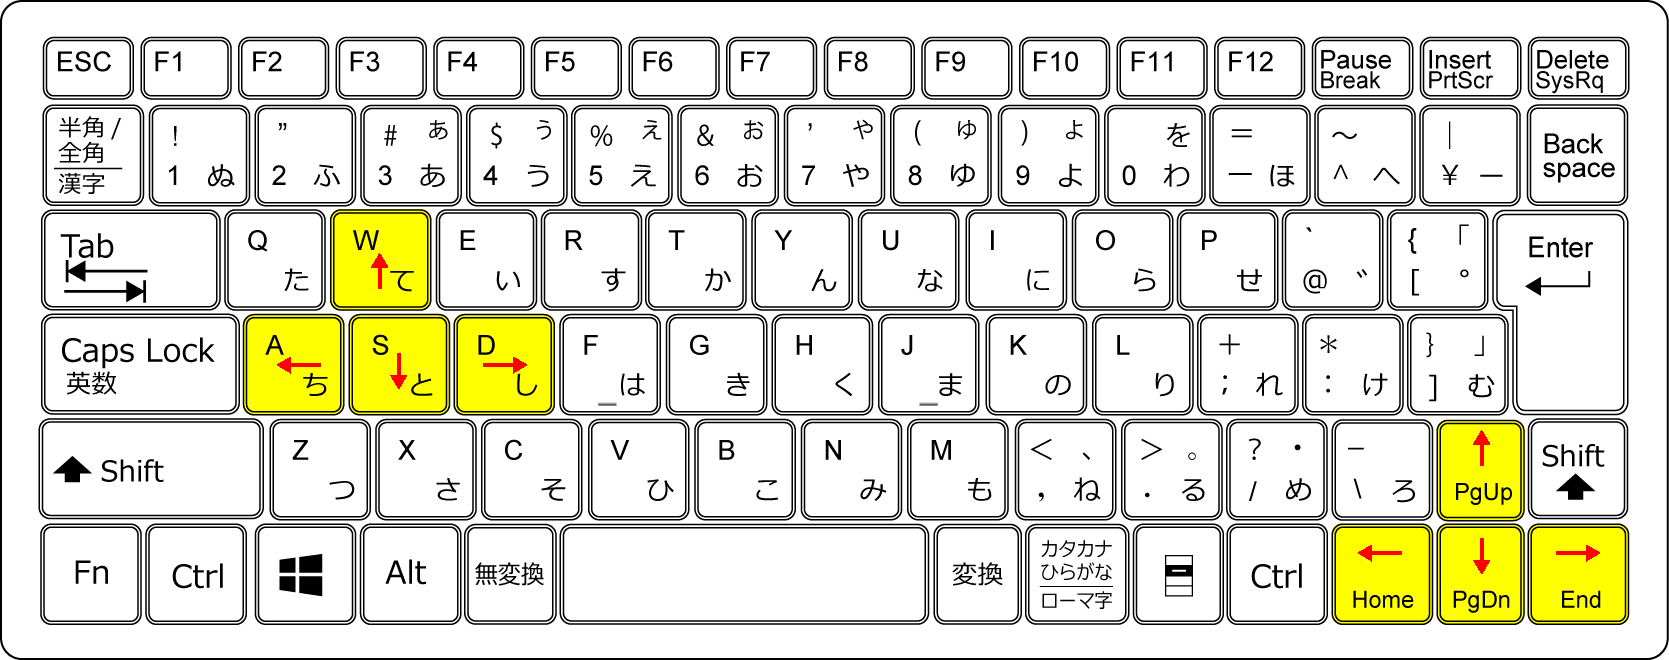 ESC F1 F2 F3 F4 F5 F6 F7 F8 F9 F10 F11 F12 Pause Insert Delete
Break PrtScr SysRq
半角 / ! ” # ぁ $ ぅ % ぇ & ぉ ’ ゃ ( ゅ ) ょ を ＝ ～ ｜ Back
全角
漢字 1 ぬ 2 ふ 3 あ 4 う 5 え 6 お 7 や 8 ゆ 9 よ 0 わ ー ほ ^ へ ¥ ー space
Tab Q W E R T Y U I O P ` { 「 Enter
た て い す か ん な に ら せ @ ゛ [ ゜
Caps Lock A S D F G H J K L ＋ ＊ } 」
英数 ち と し _は き く _ま の り ; れ : け ] む
Shift Z X C V B N M < 、 > 。 ? ・ − Shift
つ さ そ ひ こ み も , ね . る / め \ ろ PgUp
Fn Ctrl Alt 無変換 変換 カタカナ Ctrl
ひらがな
ローマ字 Home PgDn End